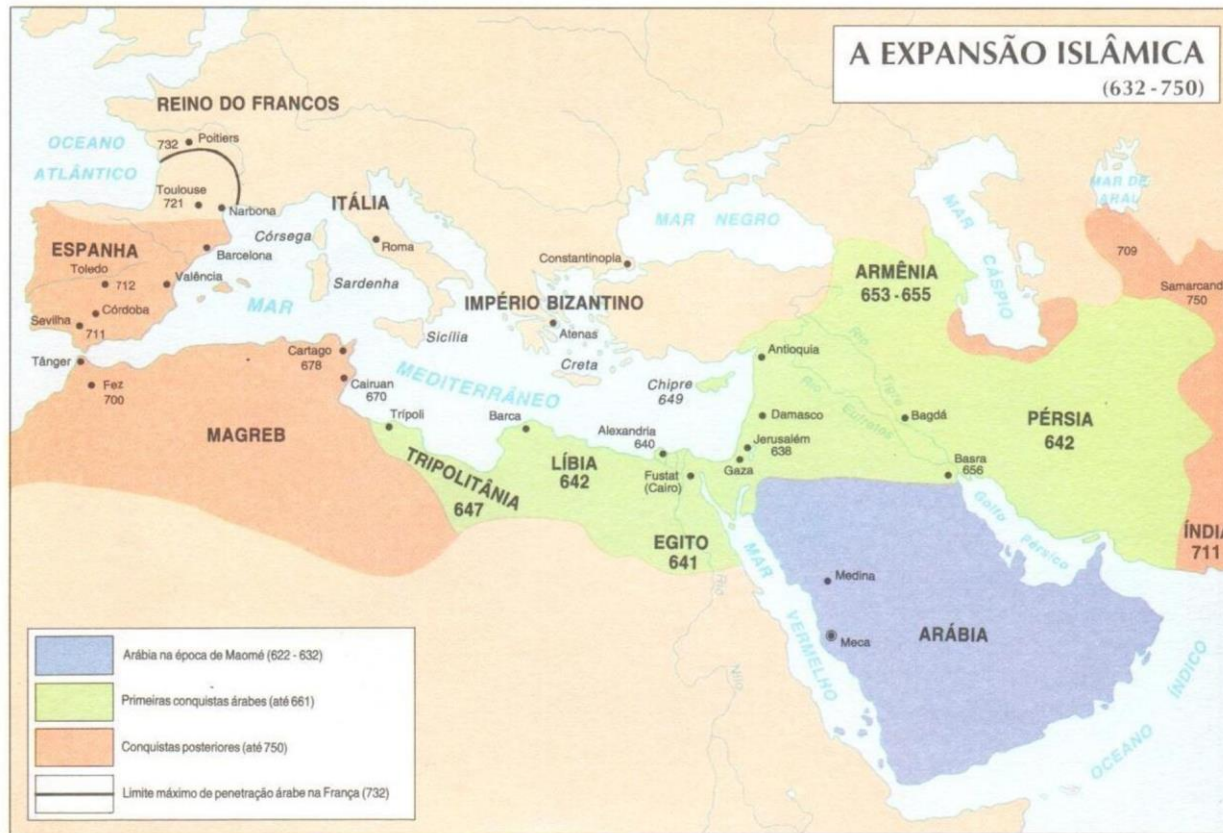 A EXPANSÃO ISLÂMICA
(632 - 750)
REINO DO FRANCOS
OCEANO
ATLÂNTICO
732
Poitiers
Toulouse
721
Narbona
ITÁLIA
Córsega
Roma
ESPANHA
Barcelona
Toledo
712
Valência
Sardenha
Córdoba
Sevilha
711
MAR
MEDITERRÂNEO
Tânger
Fez
700
Cartago
678
Cairuan
670
Sicília
MAR NEGRO
Constantinopla
IMPÉRIO BIZANTINO
Atenas
Creta
Chipre
649
MAR DE
ARAL
MAR
CÁSPIO
709
Samarcand
750
ARMÊNIA
653 - 655
Antioquia
Rio
Tigre
Rio
Eufrates
Damasco
Bagdá
PÉRSIA
642
Jerusalém
638
Gaza
Basra
656
MAGREB
Trípoli
Barca
Alexandria
640
TRIPOLITÂNIA
647
LÍBIA
642
Fustat
(Cairo)
EGITO
641
Golfo Pérsico
ÍNDIA
711
MAR VERMELHO
Medina
Meca
ARÁBIA
Rio
Nilo
OCEANO
ÍNDICO
Arábia na época de Maomé (622 - 632)
Primeiras conquistas árabes (até 661)
Conquistas posteriores (até 750)
Limite máximo de penetração árabe na França (732)